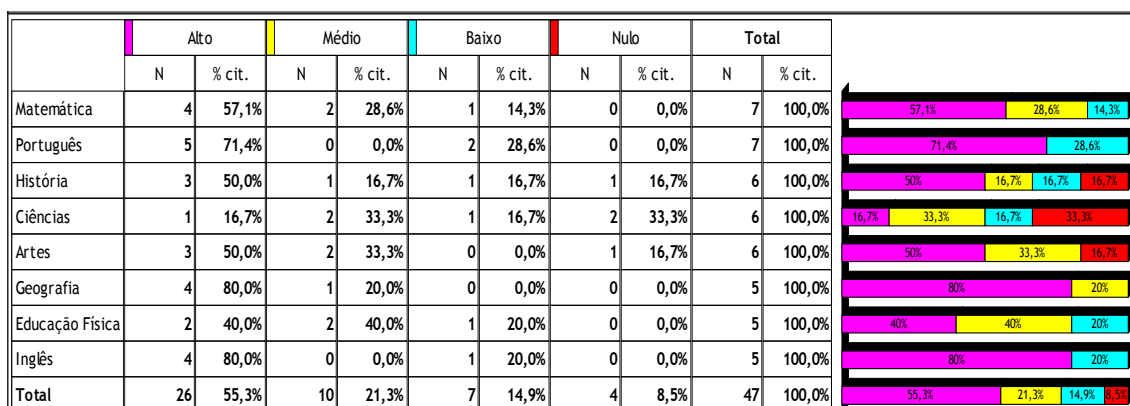 Alto Médio Baixo Nulo Total
N % cit. N % cit. N % cit. N % cit. N % cit.
Matemática 4 57,1% 2 28,6% 1 14,3% 0 0,0% 7 100,0% 57,1% 28,6% 14,3%
Português 5 71,4% 0 0,0% 2 28,6% 0 0,0% 7 100,0% 71,4% 28,6%
História 3 50,0% 1 16,7% 1 16,7% 1 16,7% 6 100,0% 50% 16,7% 16,7% 16,7%
Ciências 1 16,7% 2 33,3% 1 16,7% 2 33,3% 6 100,0% 16,7% 33,3% 16,7% 33,3%
Artes 3 50,0% 2 33,3% 0 0,0% 1 16,7% 6 100,0% 50% 33,3% 16,7%
Geografia 4 80,0% 1 20,0% 0 0,0% 0 0,0% 5 100,0% 80% 20%
Educação Física 2 40,0% 2 40,0% 1 20,0% 0 0,0% 5 100,0% 40% 40% 20%
Inglês 4 80,0% 0 0,0% 1 20,0% 0 0,0% 5 100,0% 80% 20%
Total 26 55,3% 10 21,3% 7 14,9% 4 8,5% 47 100,0% 55,3% 21,3% 14,9% 8,5%